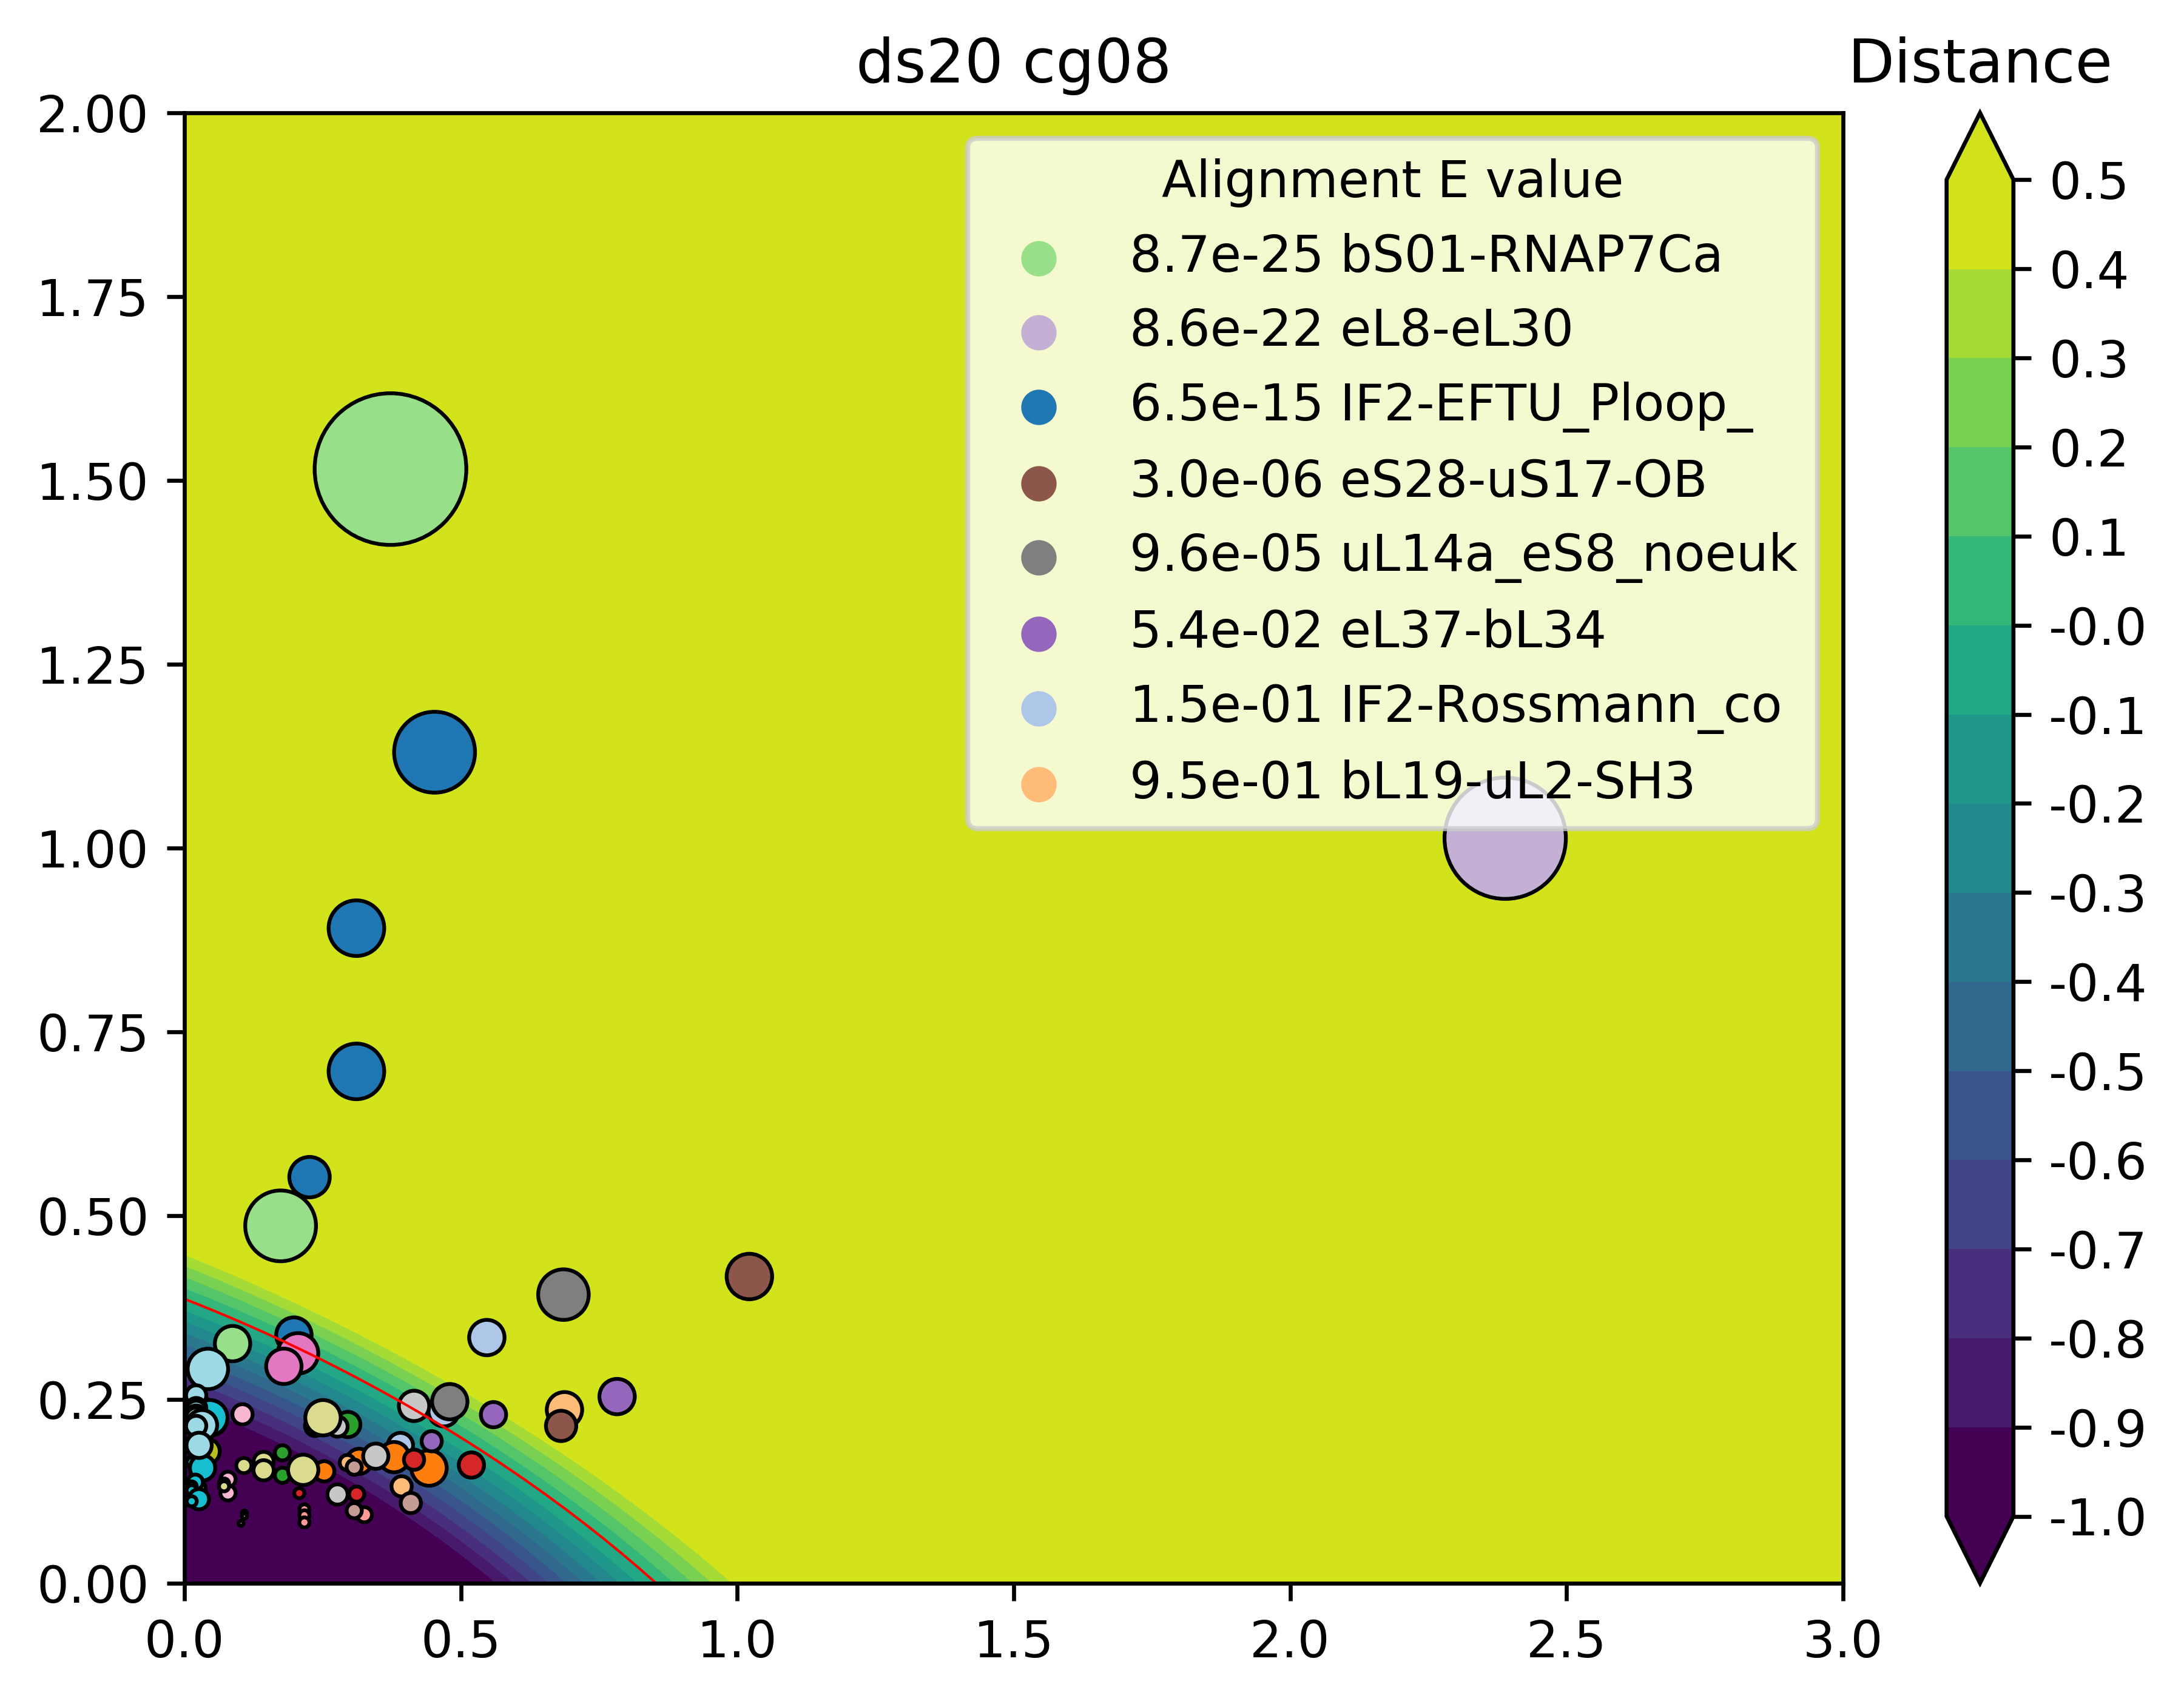 ds20 cg08
Distance
2.00
1.75
1.50
1.25
1.00
0.75
0.50
0.25
0.00
0.0 0.5 1.0 1.5 2.0 2.5 3.0
Alignment E value
8.7e-25 bS01-RNAP7Ca
8.6e-22 eL8-eL30
6.5e-15 IF2-EFTU_Ploop_
3.0e-06 eS28-uS17-OB
9.6e-05 uL14a_eS8_noeuk
5.4e-02 eL37-bL34
1.5e-01 IF2-Rossmann_co
9.5e-01 bL19-uL2-SH3
0.5
0.4
0.3
0.2
0.1
-0.0
-0.1
-0.2
-0.3
-0.4
-0.5
-0.6
-0.7
-0.8
-0.9
-1.0